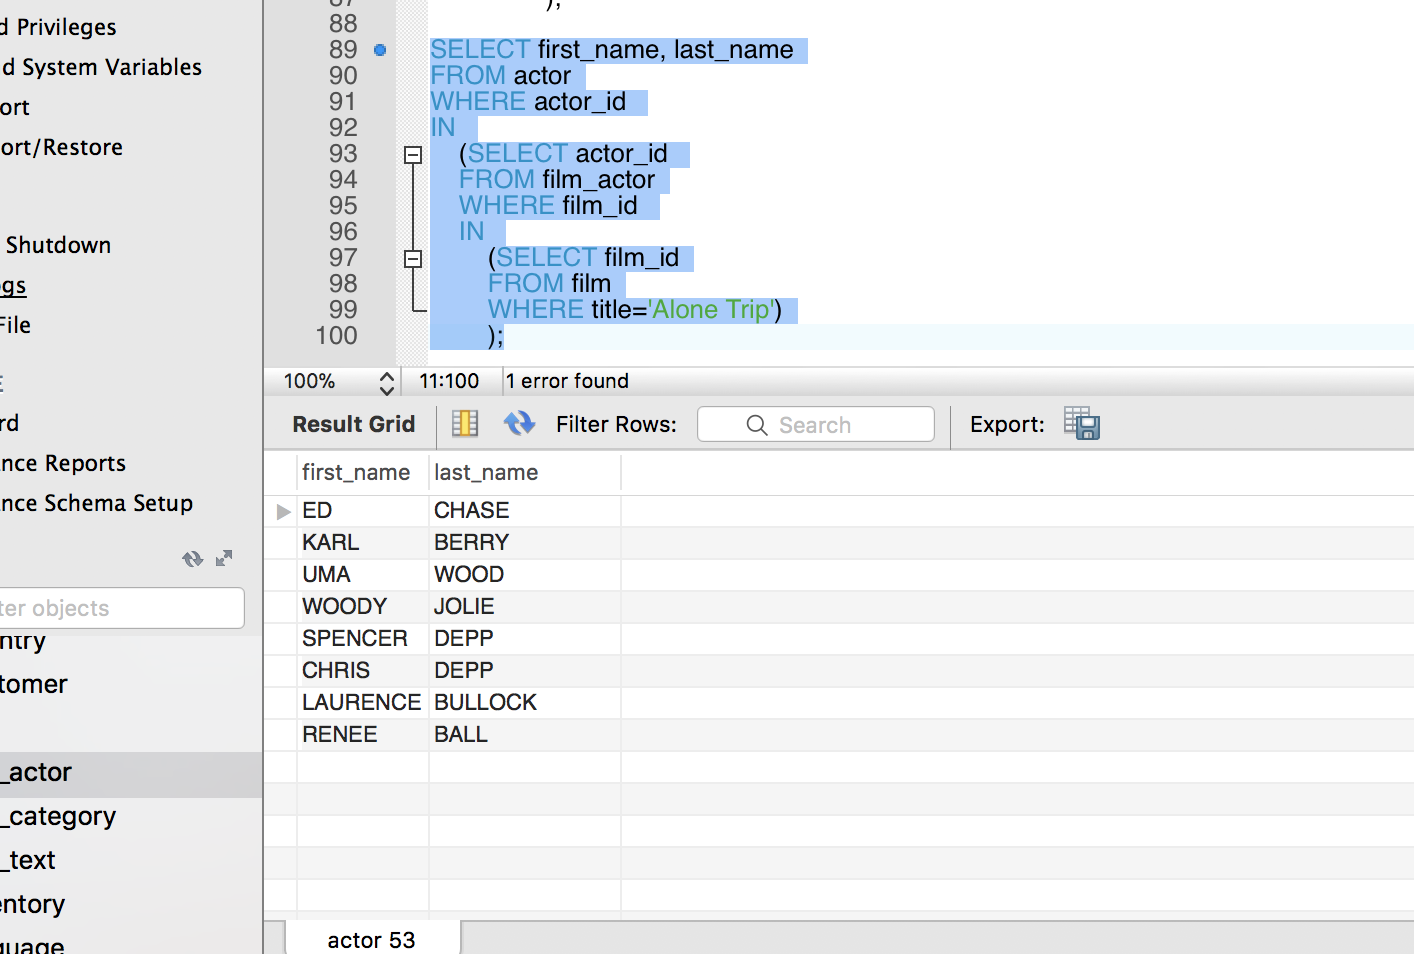 d Privileges
d System Variables
ort
ort/Restore
Shutdown
gs
File
E
rd
nce Reports
nce Schema Setup
ter objects
ntry
tomer
_actor
_category
_text
entory
guage
87 );
88
89 SELECT first_name, last_name
90 FROM actor
91 WHERE actor_id
92 IN
93 (SELECT actor_id
94 FROM film_actor
95 WHERE film_id
96 IN
97 (SELECT film_id
98 FROM film
99 WHERE title='Alone Trip')
100 );
100% 11:100 1 error found
Result Grid Filter Rows: Search Export:
first_name last_name
ED CHASE
KARL BERRY
UMA WOOD
WOODY JOLIE
SPENCER DEPP
CHRIS DEPP
LAURENCE BULLOCK
RENEE BALL
actor 53